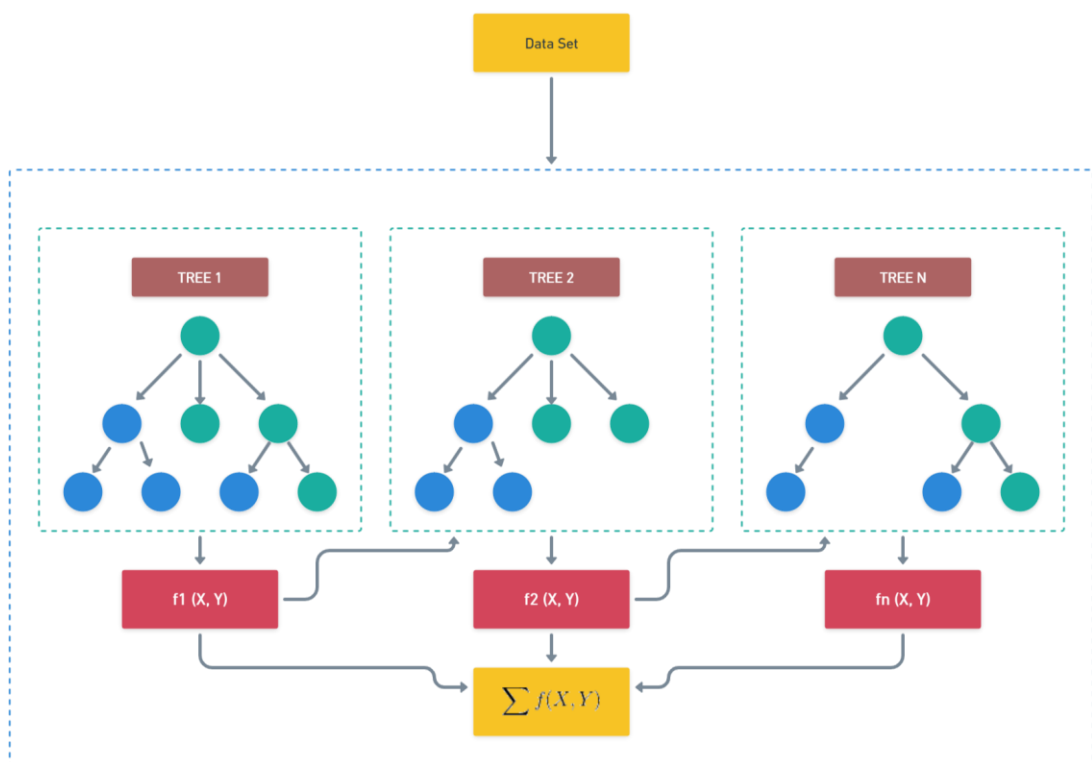 Data Set
TREE 1
TREE 2
TREE N
f1 (X, Y)
f2 (X, Y)
fn (X, Y)
∑ f(X,Y)